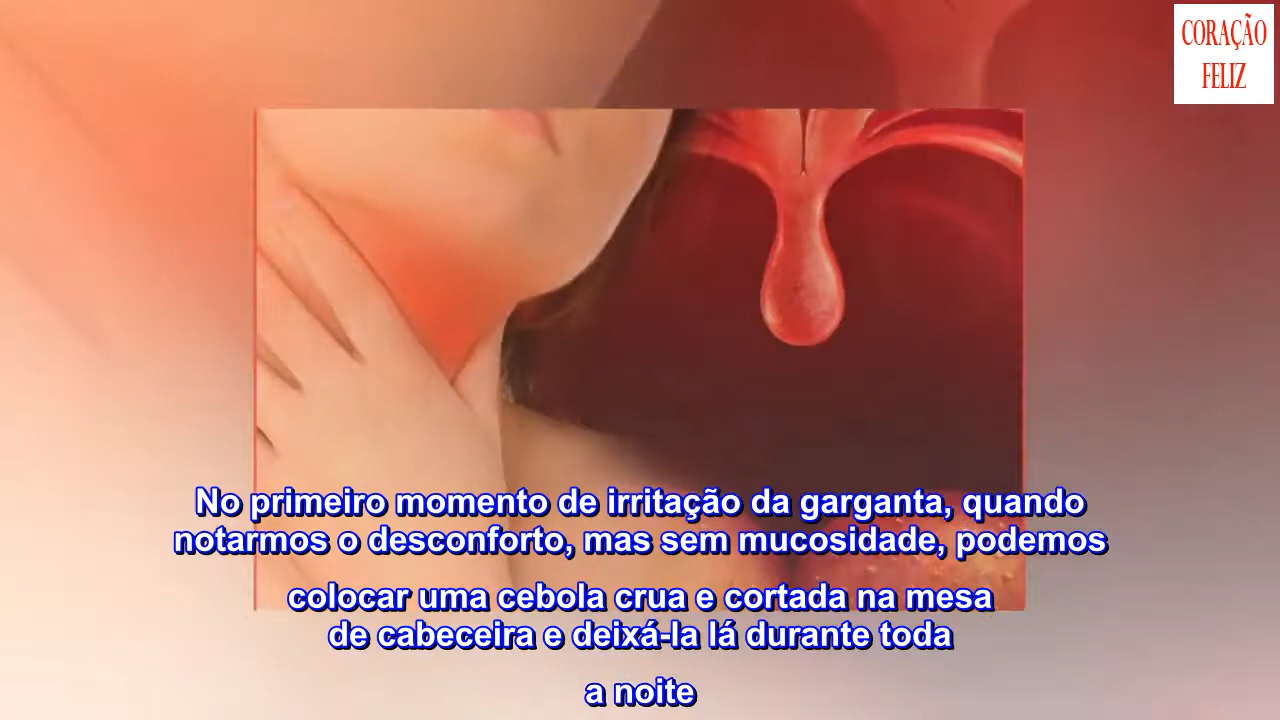 CORAÇÃO
FELIZ
No primeiro momento de irritação da garganta, quando
notarmos o desconforto, mas sem mucosidade, podemos
colocar uma cebola crua e cortada na mesa
de cabeceira e deixá-la lá durante toda
a noite